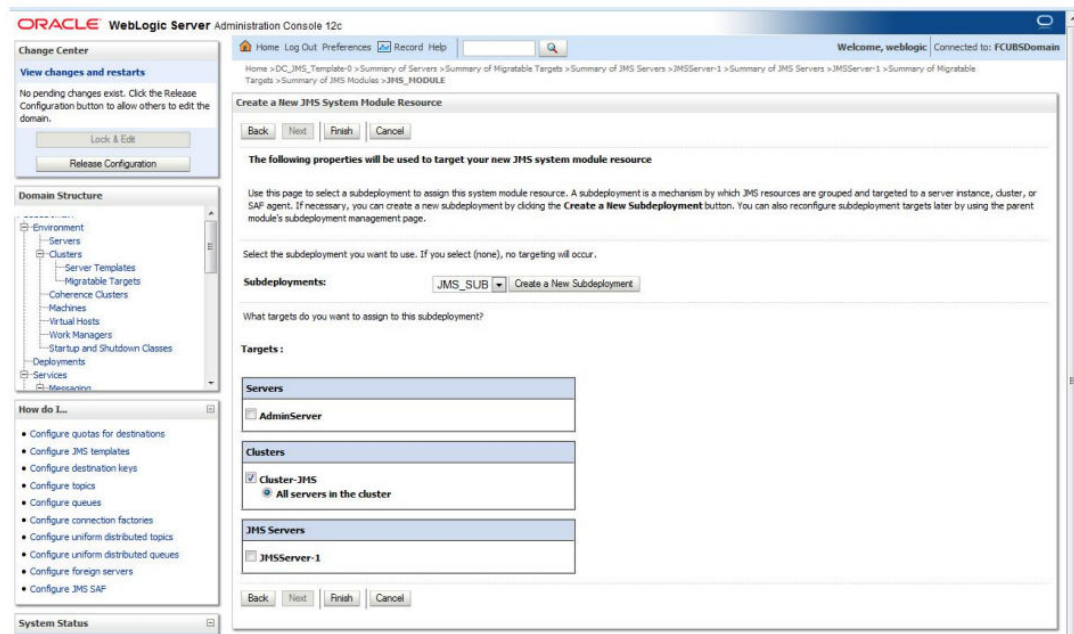 ORACLE WebLogic Server Administration Console 12c
Change Center
View changes and restarts
No pending changes exist. Click the Release
Configuration button to allow others to edit the
domain.
Lock & Edit
Release Configuration
Domain Structure
Environment
Servers
Clusters
Server Templates
Migratable Targets
Coherence Clusters
Machines
Virtual Hosts
Work Managers
Startup and Shutdown Classes
Deployments
Services
Messaging
How do I...
Configure quotas for destinations
Configure JMS templates
Configure destination keys
Configure topics
Configure queues
Configure connection factories
Configure uniform distributed topics
Configure uniform distributed queues
Configure foreign servers
Configure JMS SAF
System Status
Home Log Out Preferences Record Help
Welcome, weblogic Connected to: FCUBSDomain
Home >DC_JMS_Template-0 >Summary of Servers >Summary of Migratable Targets >Summary of JMS Servers >JMSServer-1 >Summary of JMS Servers >JMSServer-1 >Summary of Migratable
Targets >Summary of JMS Modules >JMS_MODULE
Create a New JMS System Module Resource
Back Next Finish Cancel
The following properties will be used to target your new JMS system module resource
Use this page to select a subdeployment to assign this system module resource. A subdeployment is a mechanism by which JMS resources are grouped and targeted to a server instance, cluster, or
SAF agent. If necessary, you can create a new subdeployment by clicking the Create a New Subdeployment button. You can also reconfigure subdeployment targets later by using the parent
module's subdeployment management page.
Select the subdeployment you want to use. If you select (none), no targeting will occur.
Subdeployments: JMS_SUB Create a New Subdeployment
What targets do you want to assign to this subdeployment?
Targets :
Servers
AdminServer
Clusters
Cluster-JMS
All servers in the cluster
JMS Servers
JMSServer-1
Back Next Finish Cancel